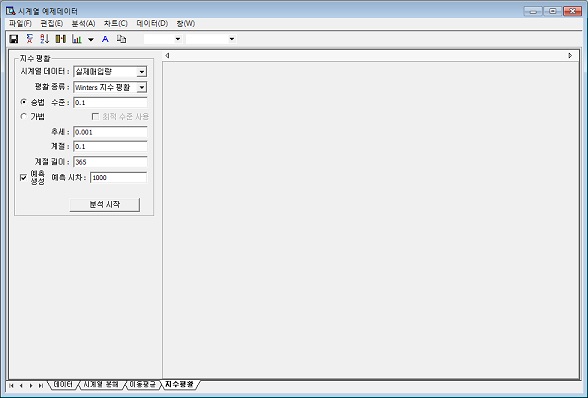 시계열 예제데이터
파일(F) 편집(E) 분석(A) 차트(C) 데이터(D) 창(W)
지수 평활
시계열 데이터 : 실제매입량
평활 종류 : Winters 지수 평활
승법 수준 : 0.1
가법 최적 수준 사용
추세 : 0.001
계절 : 0.1
계절 길이 : 365
예측 생성 예측 시차 : 1000
분석 시작
데이터 시계열 분해 이동평균 지수평활